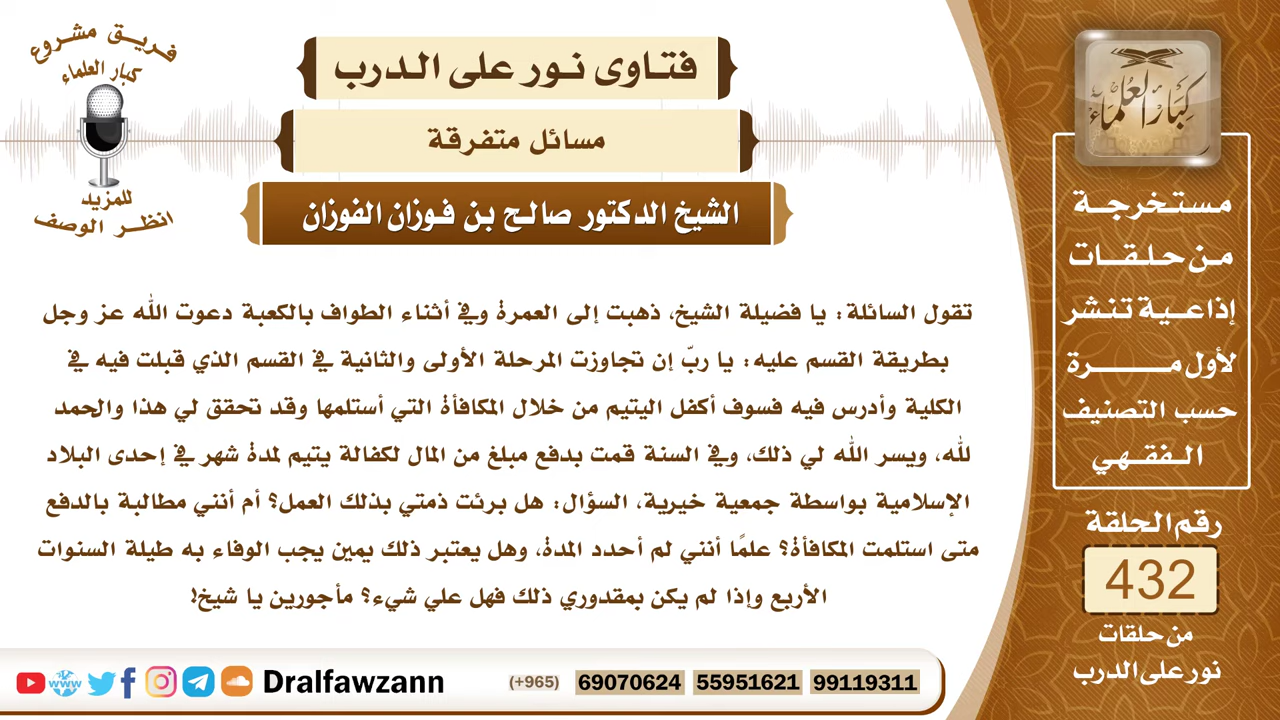 فريق مشروع
كبار العلماء
للمزيد
انظر الوصف
فتاوى نور على الدرب
مسائل متفرقة
الشيخ الدكتور صالح بن فوزان الفوزان
تقول السائلة: يا فضيلة الشيخ، ذهبت إلى العمرة وفي أثناء الطواف بالكعبة دعوت الله عز وجل
بطريقة القسم عليه: يا ربّ إن تجاوزت المرحلة الأولى والثانية في القسم الذي قبلت فيه في
الكلية وأدرس فيه فسوف أكفل اليتيم من خلال المكافأة التي أستلمها وقد تحقق لي هذا والحمد
لله، ويسر الله لي ذلك، وفي السنة قمت بدفع مبلغ من المال لكفالة يتيم لمدة شهر في إحدى البلاد
الإسلامية بواسطة جمعية خيرية، السؤال: هل برئت ذمتي بذلك العمل؟ أم أنني مطالبة بالدفع
متى استلمت المكافأة؟ علمًا أنني لم أحدد المدة، وهل يعتبر ذلك يمين يجب الوفاء به طيلة السنوات
الأربع وإذا لم يكن بمقدوري ذلك فهل علي شيء؟ مأجورين يا شيخ!
كبار العلماء
مستخرجة
من حلقات
إذاعية تنشر
لأول مرة
حسب التصنيف
الفقهي
رقم الحلقة
432
من حلقات
نور على الدرب
www
Dralfawzann
(+965) 69070624 55951621 99119311